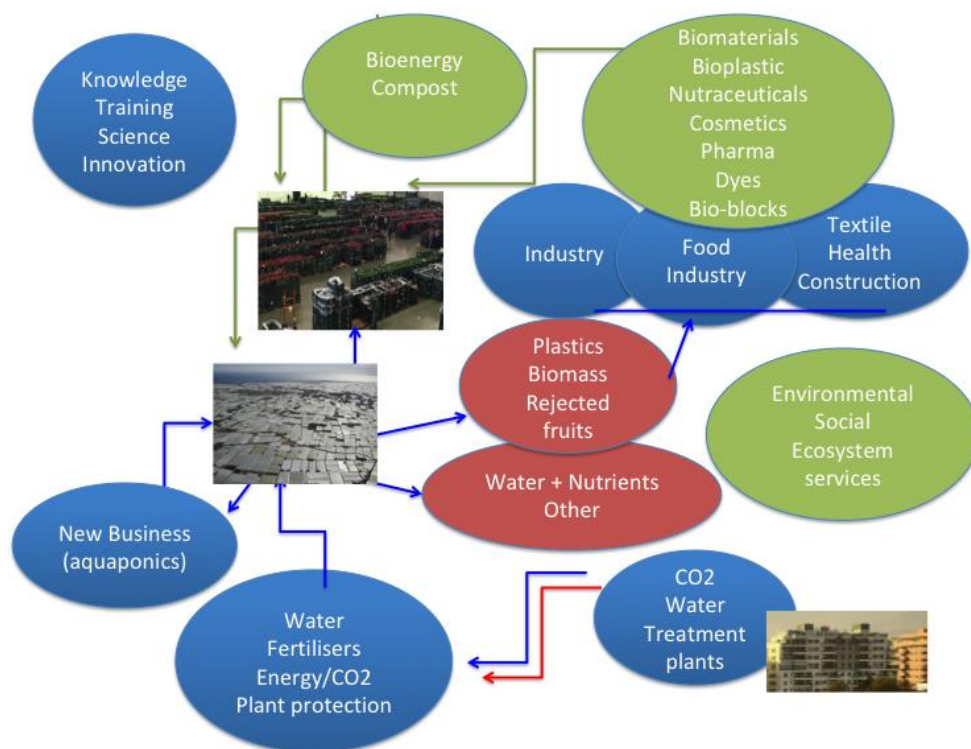 Knowledge
Training
Science
Innovation
Bioenergy
Compost
Biomaterials
Bioplastic
Nutraceuticals
Cosmetics
Pharma
Dyes
Bio-blocks
Industry
Food
Industry
Textile
Health
Construction
Plastics
Biomass
Rejected
fruits
Environmental
Social
Ecosystem
services
Water + Nutrients
Other
New Business
(aquaponics)
Water
Fertilisers
Energy/CO2
Plant protection
CO2
Water
Treatment
plants